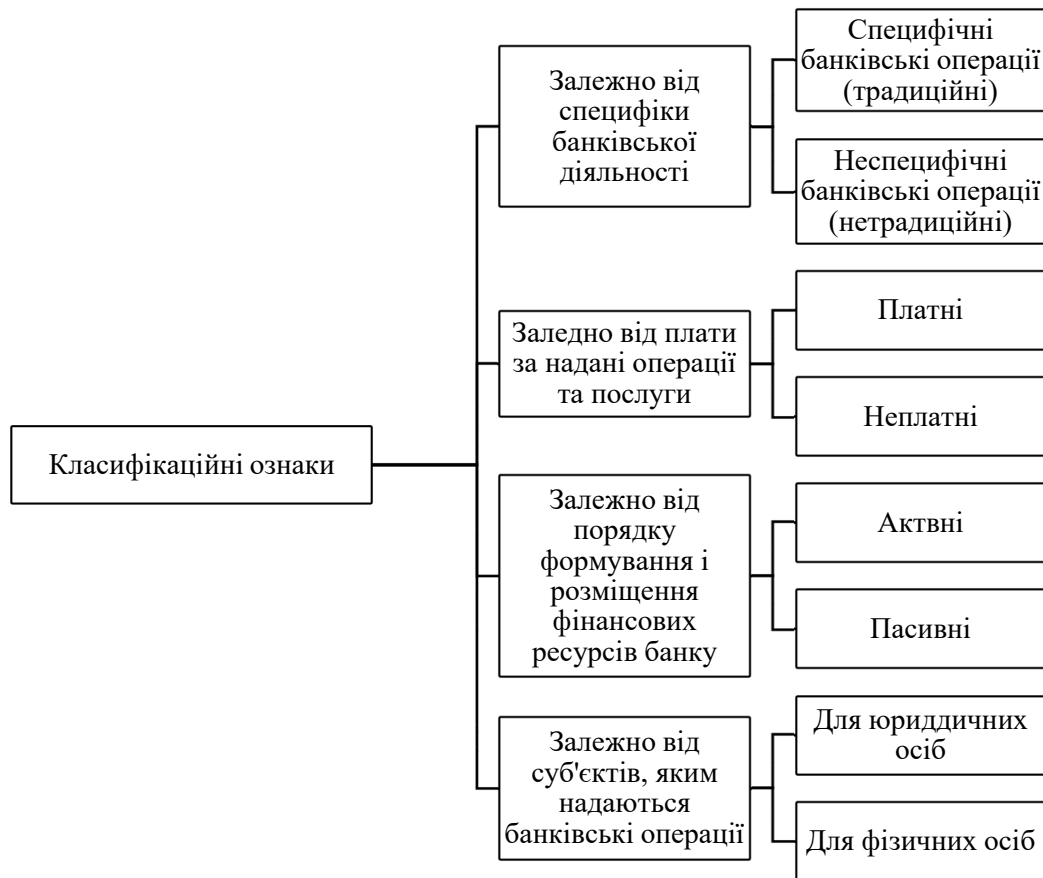 Класифікаційні ознаки
Залежно від
специфіки
банківської
діяльності
Специфічні
банківські операції
(традиційні)
Неспецифічні
банківські операції
(нетрадиційні)
Заледно від плати
за надані операції
та послуги
Платні
Неплатні
Залежно від
порядку
формування і
розміщення
фінансових
ресурсів банку
Актвні
Пасивні
Залежно від
суб'єктів, яким
надаються
банківські операції
Для юриддичних
осіб
Для фізичних осіб